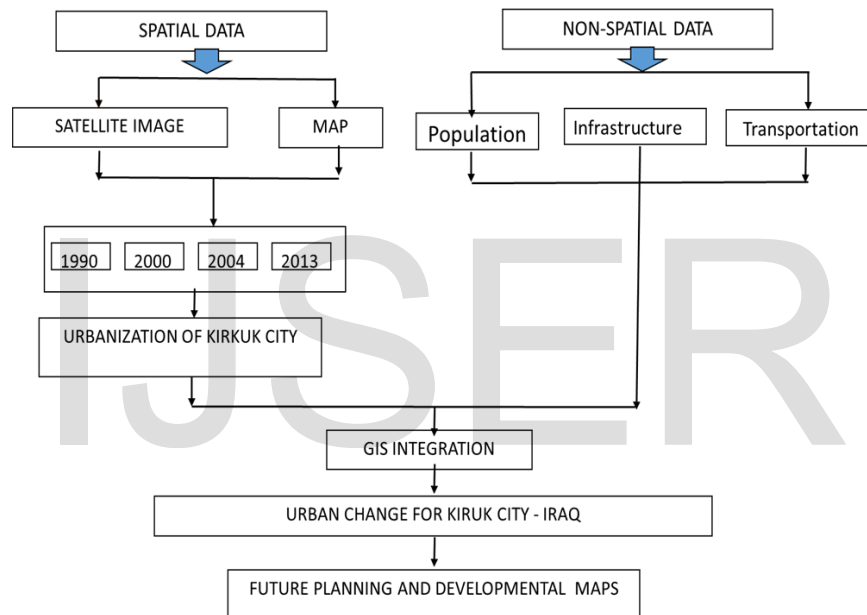 SPATIAL DATA
NON-SPATIAL DATA
SATELLITE IMAGE
MAP
Population
Infrastructure
Transportation
1990
2000
2004
2013
URBANIZATION OF KIRKUK CITY
GIS INTEGRATION
URBAN CHANGE FOR KIRUK CITY - IRAQ
FUTURE PLANNING AND DEVELOPMENTAL MAPS
IJSER